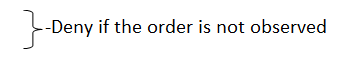 -Deny if the order is not observed